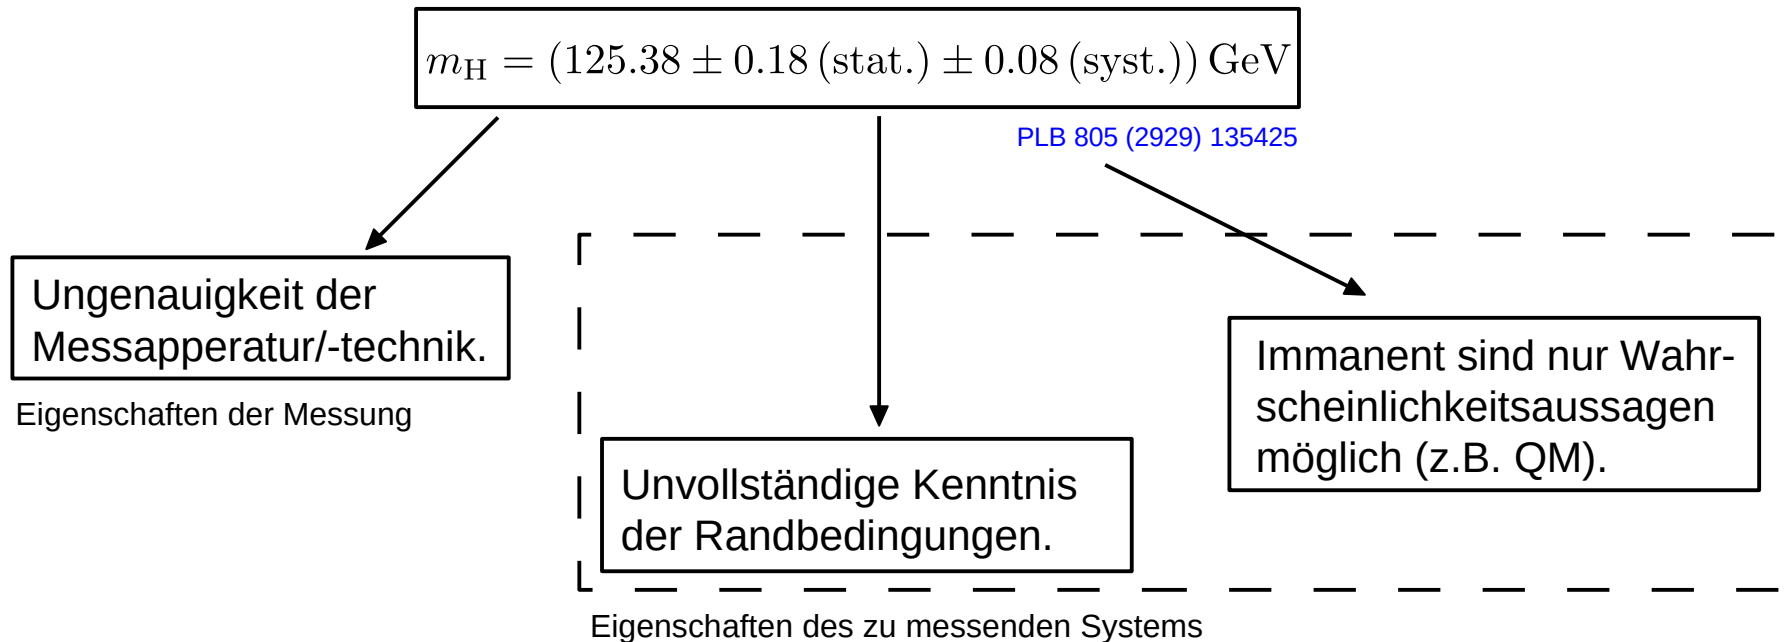 m_H = (125.38 ± 0.18 (stat.) ± 0.08 (syst.)) GeV
PLB 805 (2929) 135425
Ungenauigkeit der
Messapperatur/-technik.
Eigenschaften der Messung
Immanent sind nur Wahr-
scheinlichkeitsaussagen
möglich (z.B. QM).
Unvollständige Kenntnis
der Randbedingungen.
Eigenschaften des zu messenden Systems